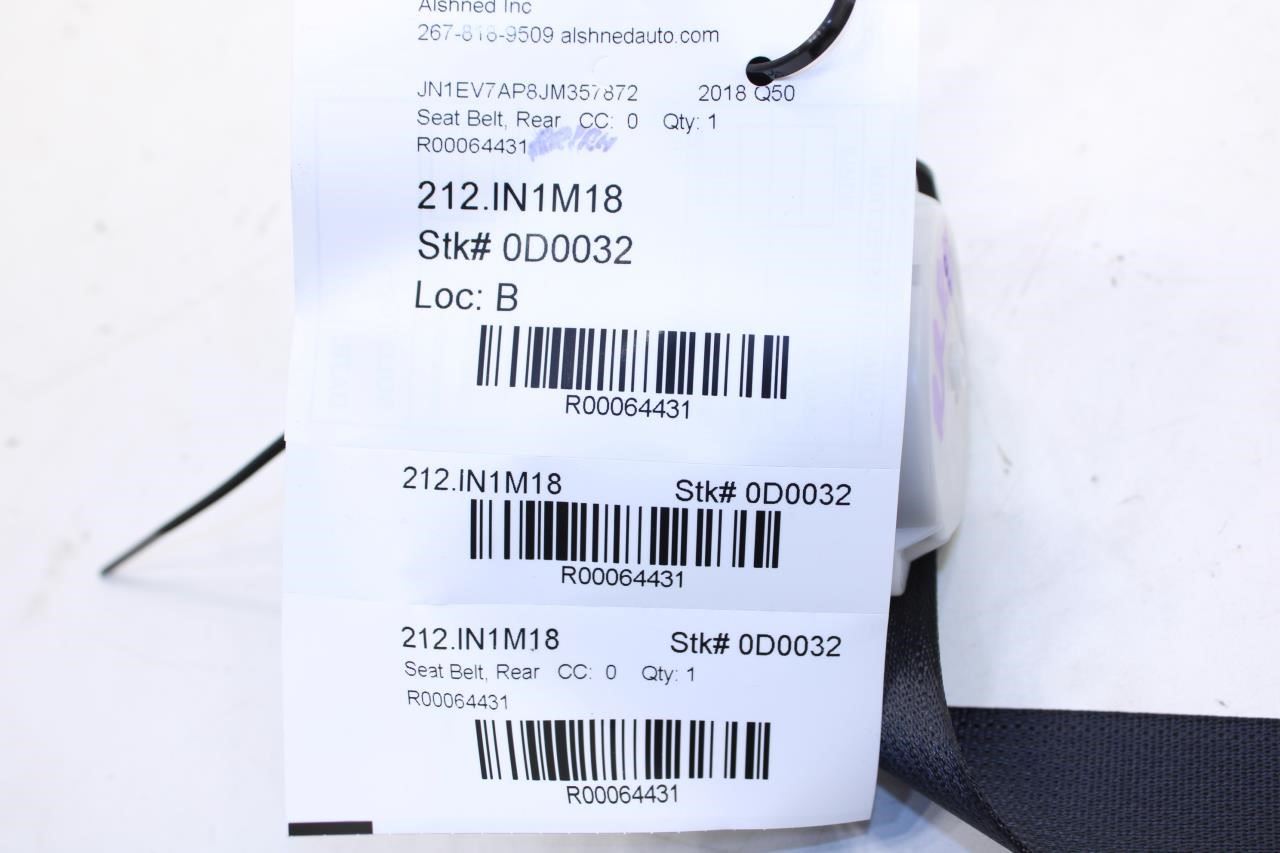 Alshned Inc
267-818-9509 alshnedauto.com
JN1EV7AP8JM357872 2018 Q50
Seat Belt, Rear CC: 0 Qty: 1
R00064431
212.IN1M18
Stk# 0D0032
Loc: B
R00064431
212.IN1M18 Stk# 0D0032
R00064431
212.IN1M18 Stk# 0D0032
Seat Belt, Rear CC: 0 Qty: 1
R00064431
R00064431